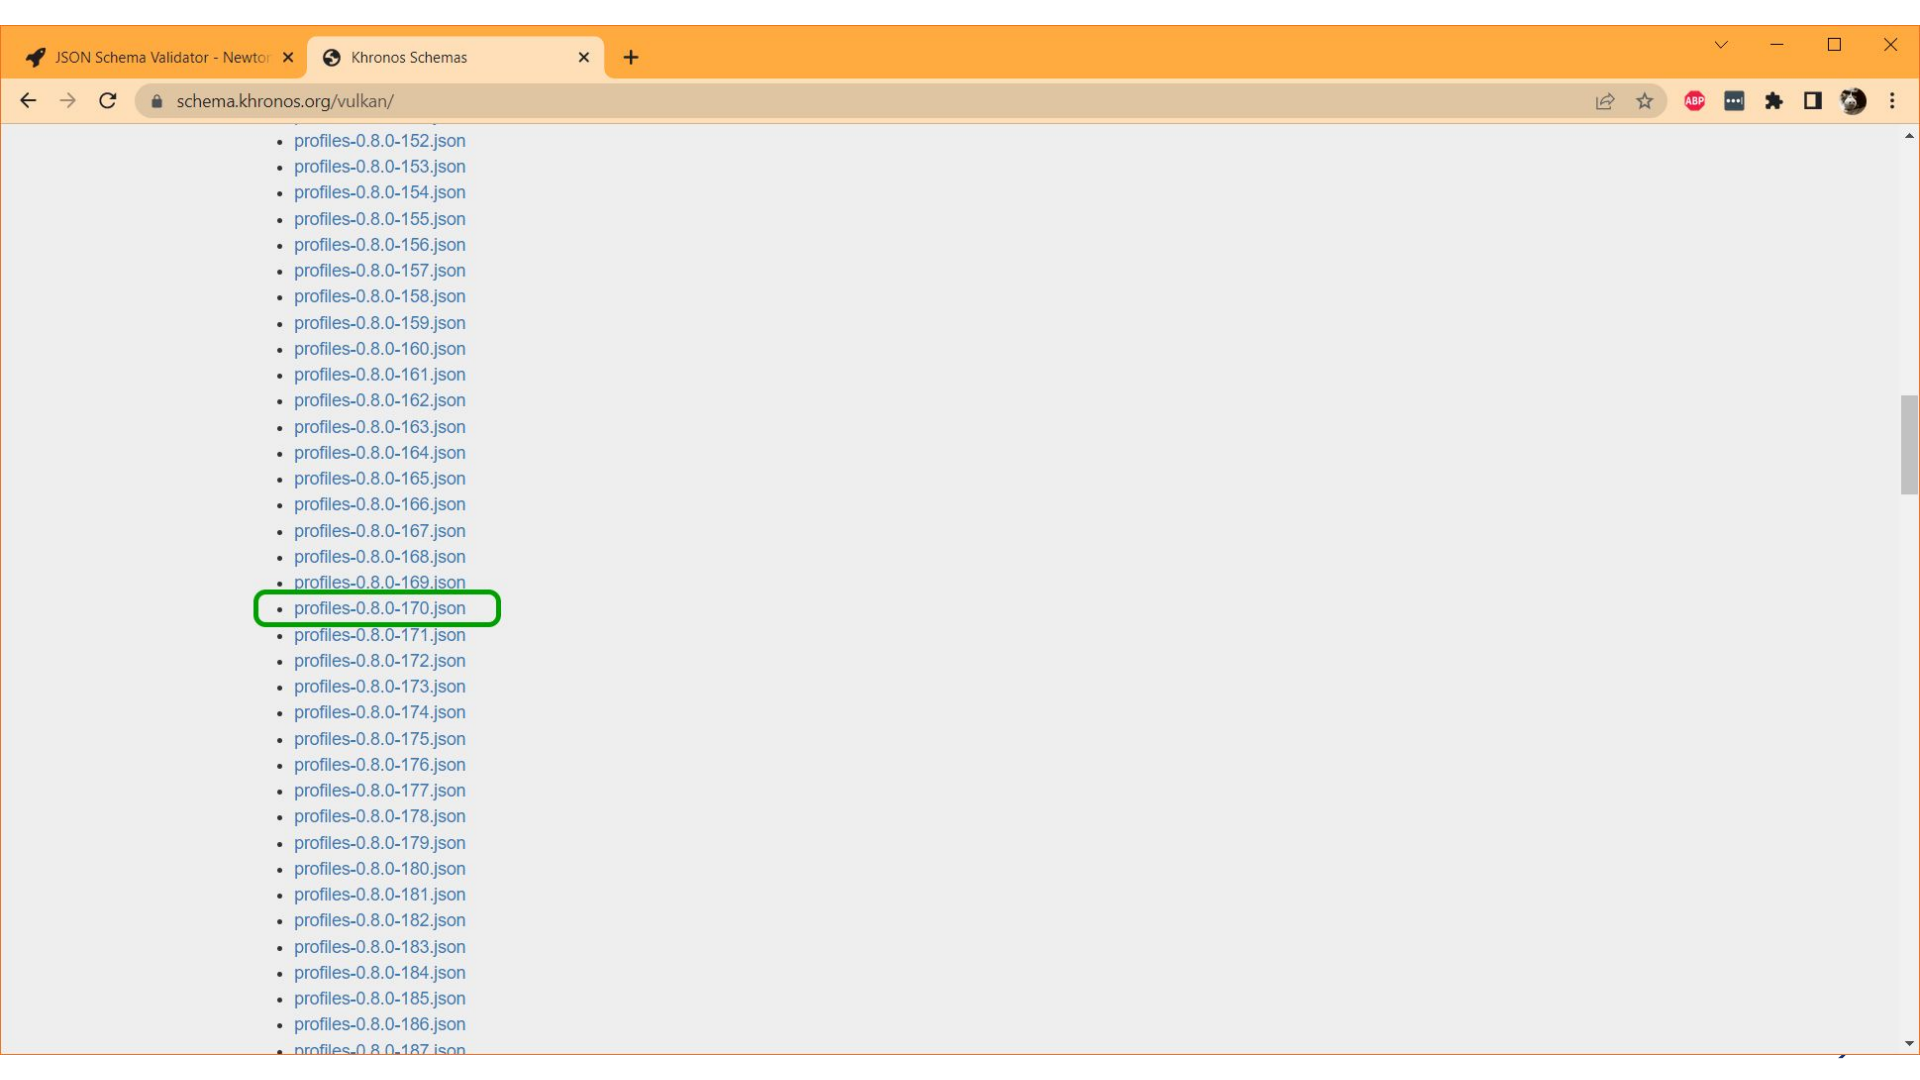 JSON Schema Validator - Newton
Khronos Schemas
schema.khronos.org/vulkan/
ABP
profiles-0.8.0-152.json
profiles-0.8.0-153.json
profiles-0.8.0-154.json
profiles-0.8.0-155.json
profiles-0.8.0-156.json
profiles-0.8.0-157.json
profiles-0.8.0-158.json
profiles-0.8.0-159.json
profiles-0.8.0-160.json
profiles-0.8.0-161.json
profiles-0.8.0-162.json
profiles-0.8.0-163.json
profiles-0.8.0-164.json
profiles-0.8.0-165.json
profiles-0.8.0-166.json
profiles-0.8.0-167.json
profiles-0.8.0-168.json
profiles-0.8.0-169.json
profiles-0.8.0-170.json
profiles-0.8.0-171.json
profiles-0.8.0-172.json
profiles-0.8.0-173.json
profiles-0.8.0-174.json
profiles-0.8.0-175.json
profiles-0.8.0-176.json
profiles-0.8.0-177.json
profiles-0.8.0-178.json
profiles-0.8.0-179.json
profiles-0.8.0-180.json
profiles-0.8.0-181.json
profiles-0.8.0-182.json
profiles-0.8.0-183.json
profiles-0.8.0-184.json
profiles-0.8.0-185.json
profiles-0.8.0-186.json
profiles-0.8.0-187.json